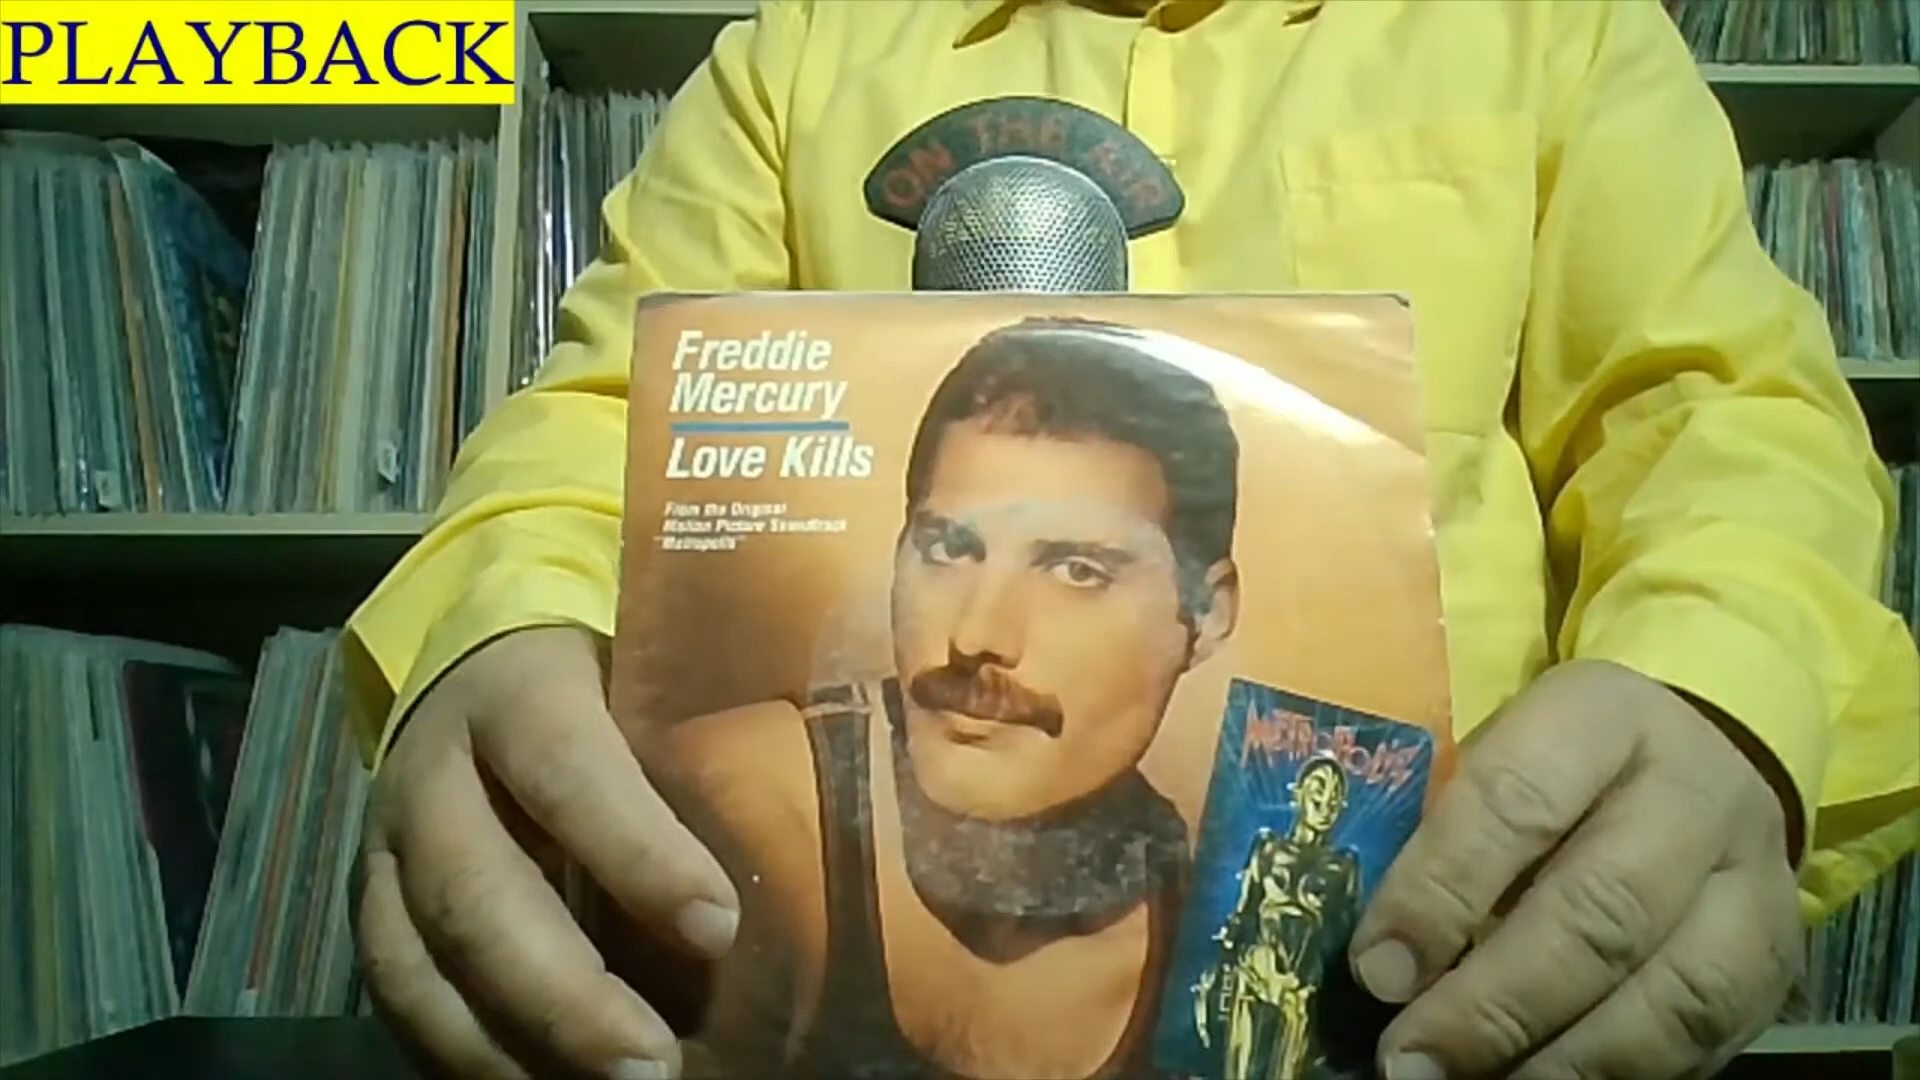 PLAYBACK
ON THE AIR
Freddie
Mercury
Love Kills
From the Original
Motion Picture Soundtrack
"Metropolis"
METROPOLIS